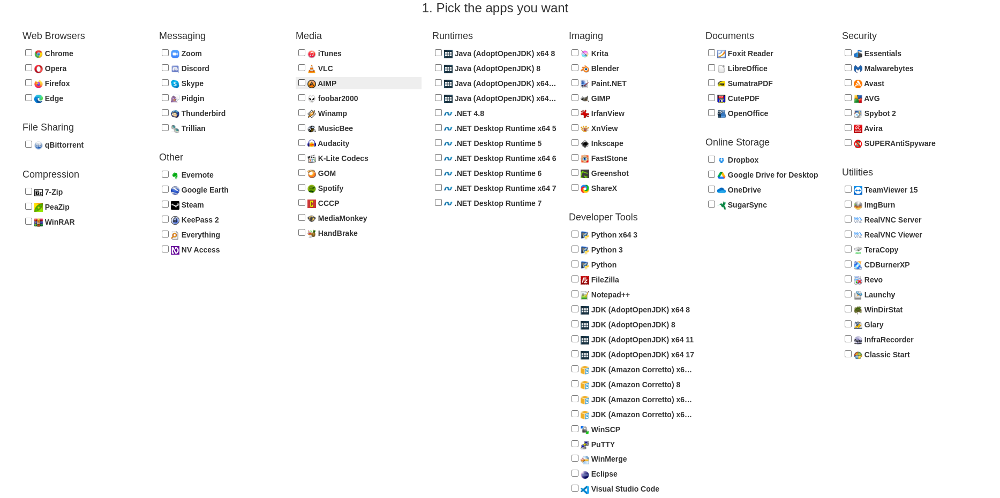 1. Pick the apps you want
Web Browsers
Chrome
Opera
Firefox
Edge
File Sharing
qBittorrent
Compression
7-Zip
PeaZip
WinRAR
Messaging
Zoom
Discord
Skype
Pidgin
Thunderbird
Trillian
Other
Evernote
Google Earth
Steam
KeePass 2
Everything
NV Access
Media
iTunes
VLC
AIMP
foobar2000
Winamp
MusicBee
Audacity
K-Lite Codecs
GOM
Spotify
CCCP
MediaMonkey
HandBrake
Runtimes
Java (AdoptOpenJDK) x64 8
Java (AdoptOpenJDK) 8
Java (AdoptOpenJDK) x64...
Java (AdoptOpenJDK) x64...
.NET 4.8
.NET Desktop Runtime x64 5
.NET Desktop Runtime 5
.NET Desktop Runtime x64 6
.NET Desktop Runtime 6
.NET Desktop Runtime x64 7
.NET Desktop Runtime 7
Imaging
Krita
Blender
Paint.NET
GIMP
IrfanView
XnView
Inkscape
FastStone
Greenshot
ShareX
Developer Tools
Python x64 3
Python 3
Python
FileZilla
Notepad++
JDK (AdoptOpenJDK) x64 8
JDK (AdoptOpenJDK) 8
JDK (AdoptOpenJDK) x64 11
JDK (AdoptOpenJDK) x64 17
JDK (Amazon Corretto) x6...
JDK (Amazon Corretto) 8
JDK (Amazon Corretto) x6...
JDK (Amazon Corretto) x6...
WinSCP
PuTTY
WinMerge
Eclipse
Visual Studio Code
Documents
Foxit Reader
LibreOffice
SumatraPDF
CutePDF
OpenOffice
Online Storage
Dropbox
Google Drive for Desktop
OneDrive
SugarSync
Security
Essentials
Malwarebytes
Avast
AVG
Spybot 2
Avira
SUPERAntiSpyware
Utilities
TeamViewer 15
ImgBurn
RealVNC Server
RealVNC Viewer
TeraCopy
CDBurnerXP
Revo
Launchy
WinDirStat
Glary
InfraRecorder
Classic Start